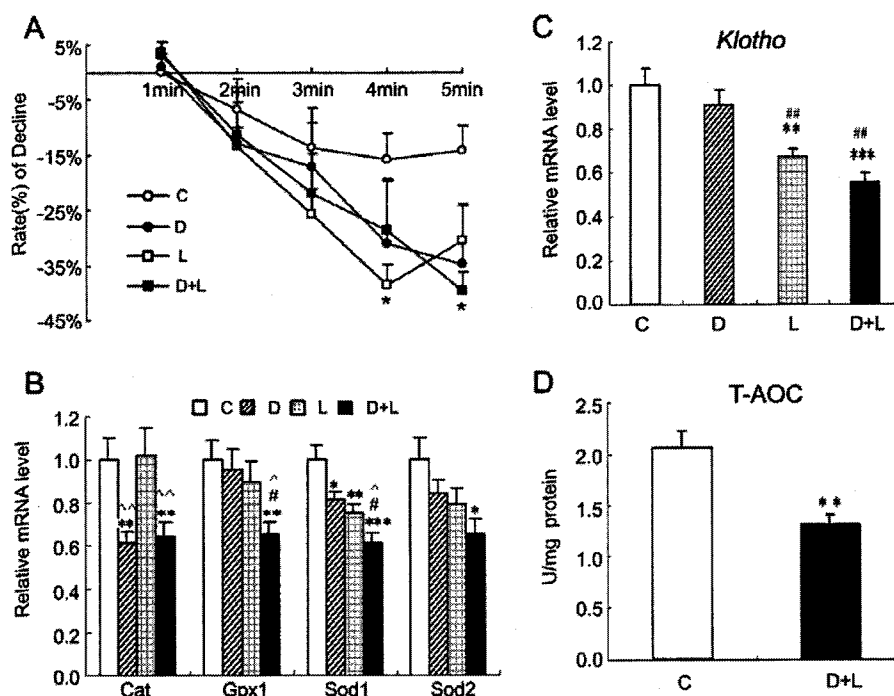 A
5%
-5%
-15%
-25%
-35%
-45%
Rate(%) of Decline
1min 2min 3min 4min 5min
C
D
L
D+L
*
*
B
C D L D+L
1.2
1.0
0.8
0.6
0.4
0.2
0.0
Relative mRNA level
^^
**
^^
**
^
#
**
*
**
^
#
***
*
Cat Gpx1 Sod1 Sod2
C
Klotho
1.2
1.0
0.8
0.6
0.4
0.2
0.0
Relative mRNA level
##
**
##
***
C D L D+L
D
T-AOC
2.5
2.0
1.5
1.0
0.5
0.0
U/mg protein
**
C D+L